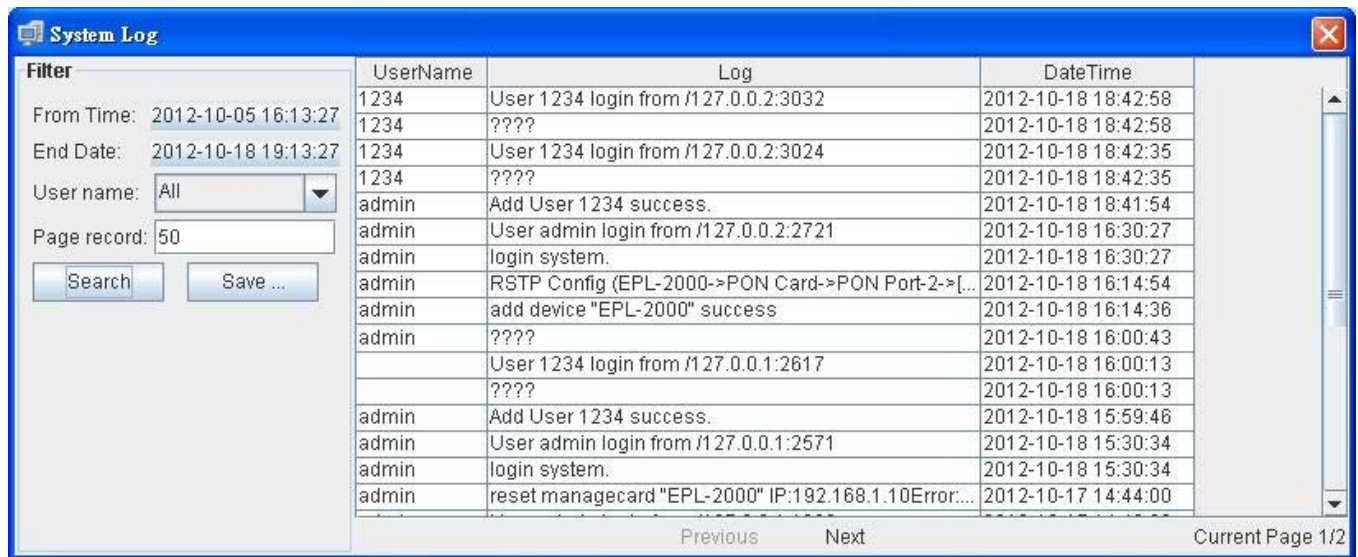 System Log
Filter
From Time: 2012-10-05 16:13:27
End Date: 2012-10-18 19:13:27
User name: All
Page record: 50
Search Save ...
UserName Log DateTime
1234 User 1234 login from /127.0.0.2:3032 2012-10-18 18:42:58
1234 ???? 2012-10-18 18:42:58
1234 User 1234 login from /127.0.0.2:3024 2012-10-18 18:42:35
1234 ???? 2012-10-18 18:42:35
admin Add User 1234 success. 2012-10-18 18:41:54
admin User admin login from /127.0.0.2:2721 2012-10-18 16:30:27
admin login system. 2012-10-18 16:30:27
admin RSTP Config (EPL-2000->PON Card->PON Port-2->[... 2012-10-18 16:14:54
admin add device "EPL-2000" success 2012-10-18 16:14:36
admin ???? 2012-10-18 16:00:43
User 1234 login from /127.0.0.1:2617 2012-10-18 16:00:13
???? 2012-10-18 16:00:13
admin Add User 1234 success. 2012-10-18 15:59:46
admin User admin login from /127.0.0.1:2571 2012-10-18 15:30:34
admin login system. 2012-10-18 15:30:34
admin reset managecard "EPL-2000" IP:192.168.1.10Error:... 2012-10-17 14:44:00
Previous Next Current Page 1/2